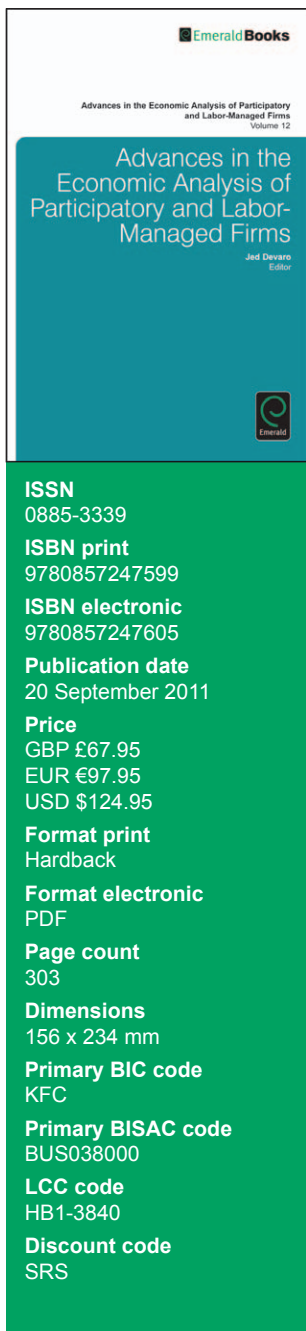 Emerald Books
Advances in the Economic Analysis of Participatory
and Labor-Managed Firms
Volume 12
Advances in the
Economic Analysis of
Participatory and Labor-
Managed Firms
Jed Devaro
Editor
Emerald
ISSN
0885-3339
ISBN print
9780857247599
ISBN electronic
9780857247605
Publication date
20 September 2011
Price
GBP £67.95
EUR €97.95
USD $124.95
Format print
Hardback
Format electronic
PDF
Page count
303
Dimensions
156 x 234 mm
Primary BIC code
KFC
Primary BISAC code
BUS038000
LCC code
HB1-3840
Discount code
SRS